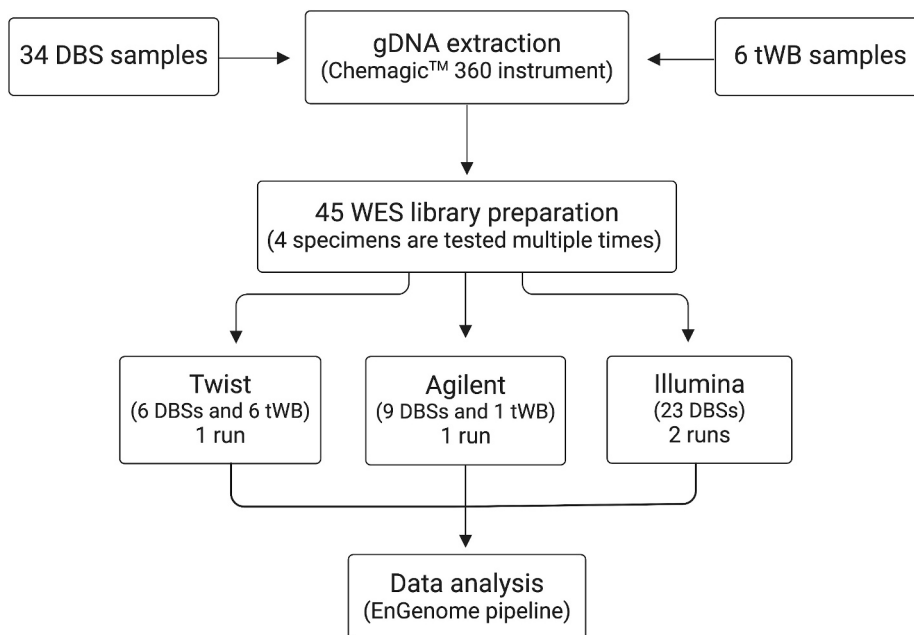 34 DBS samples
gDNA extraction
(Chemagic™ 360 instrument)
6 tWB samples
45 WES library preparation
(4 specimens are tested multiple times)
Twist
(6 DBSs and 6 tWB)
1 run
Agilent
(9 DBSs and 1 tWB)
1 run
Illumina
(23 DBSs)
2 runs
Data analysis
(EnGenome pipeline)